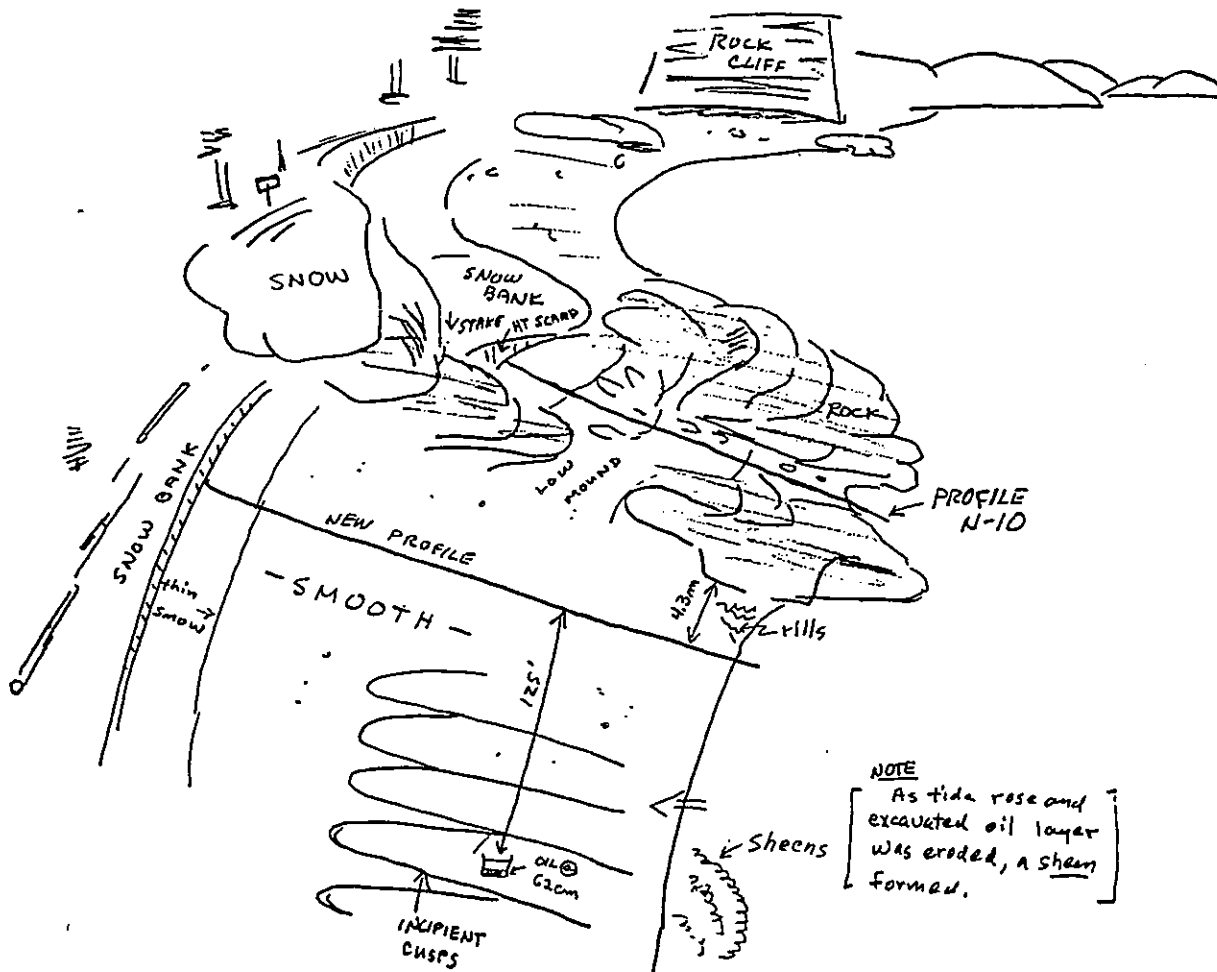 ROCK
CLIFF
SNOW
SNOW
BANK
STAKE
HT SCARP
ROCK
LOW
MOUND
PROFILE
N-10
SNOW BANK
thin
snow
NEW PROFILE
- SMOOTH -
4.3m
rills
125'
OIL @
62cm
INCIPIENT
CUSPS
Sheens
NOTE
As tide rose and
excavated oil layer
was eroded, a sheen
formed.